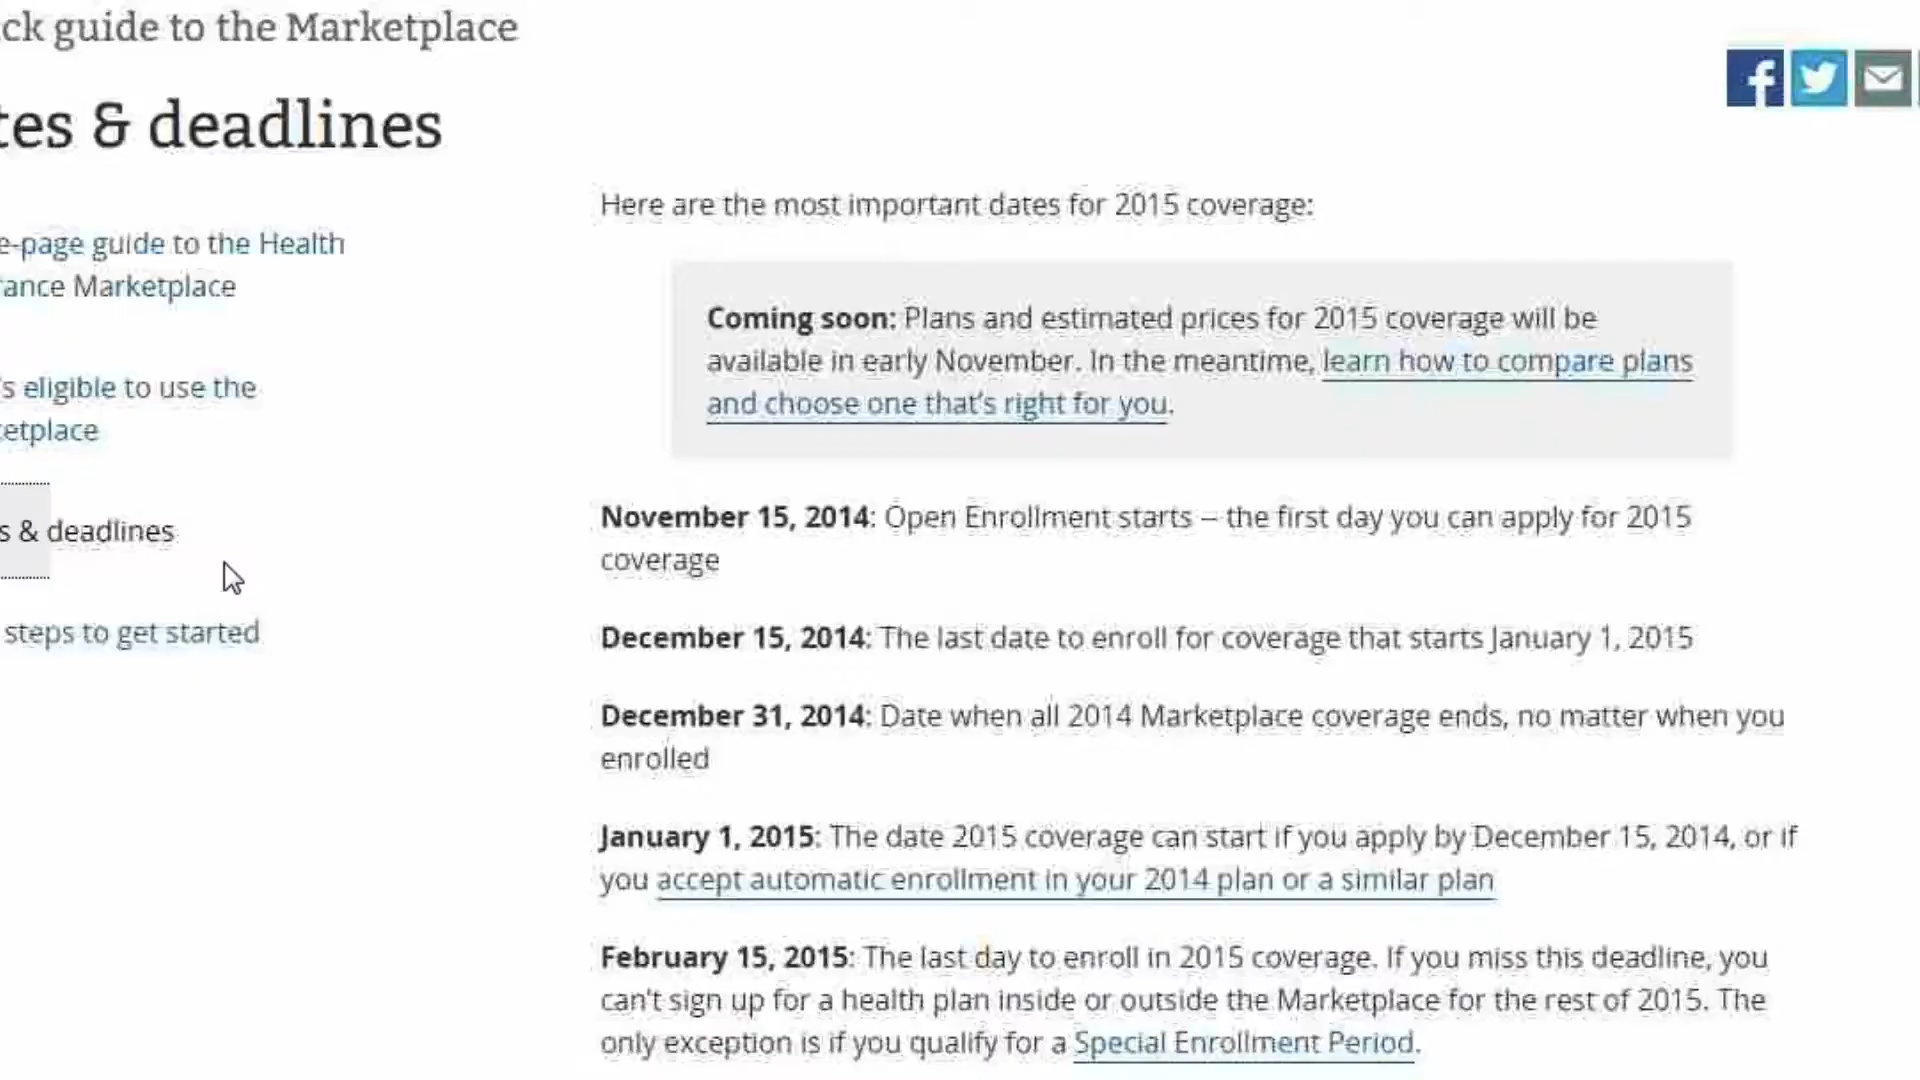 ck guide to the Marketplace
tes & deadlines
e-page guide to the Health
rance Marketplace
's eligible to use the
ketplace
s & deadlines
steps to get started
Here are the most important dates for 2015 coverage:
Coming soon: Plans and estimated prices for 2015 coverage will be
available in early November. In the meantime, learn how to compare plans
and choose one that's right for you.
November 15, 2014: Open Enrollment starts – the first day you can apply for 2015
coverage
December 15, 2014: The last date to enroll for coverage that starts January 1, 2015
December 31, 2014: Date when all 2014 Marketplace coverage ends, no matter when you
enrolled
January 1, 2015: The date 2015 coverage can start if you apply by December 15, 2014, or if
you accept automatic enrollment in your 2014 plan or a similar plan
February 15, 2015: The last day to enroll in 2015 coverage. If you miss this deadline, you
can't sign up for a health plan inside or outside the Marketplace for the rest of 2015. The
only exception is if you qualify for a Special Enrollment Period.